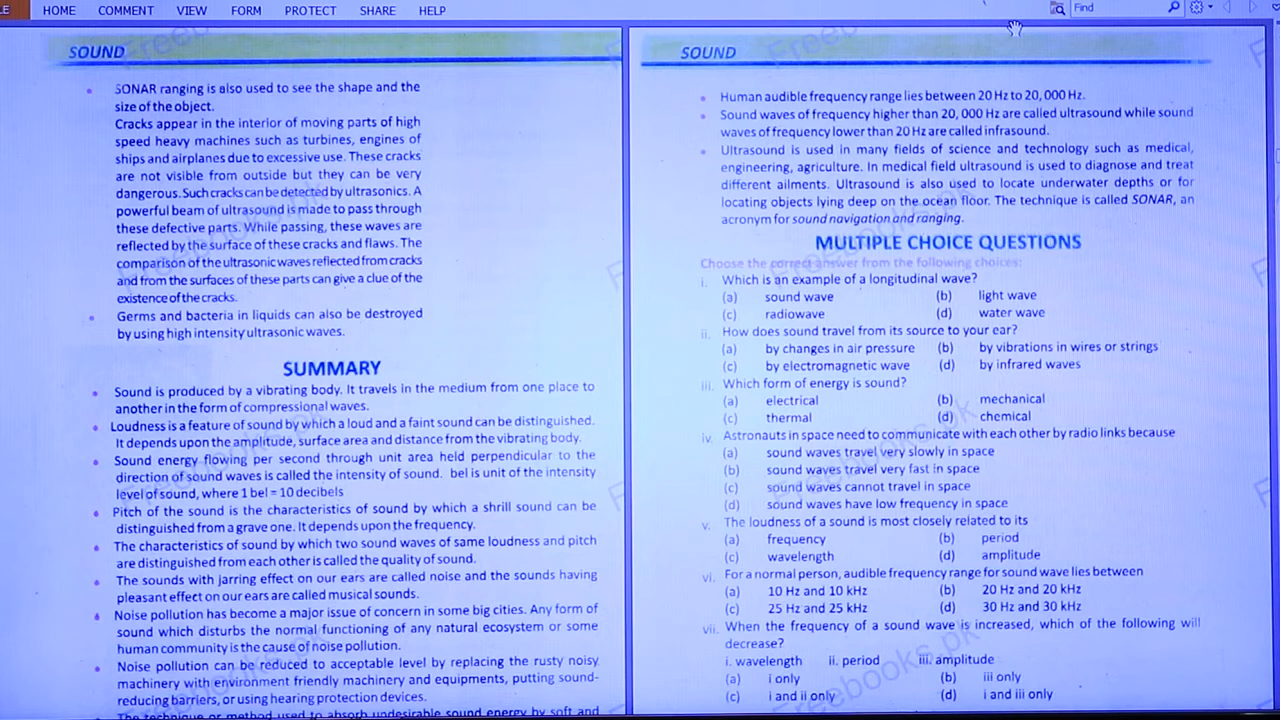 LE HOME COMMENT VIEW FORM PROTECT SHARE HELP
Find
SOUND
SONAR ranging is also used to see the shape and the
size of the object.
Cracks appear in the interior of moving parts of high
speed heavy machines such as turbines, engines of
ships and airplanes due to excessive use. These cracks
are not visible from outside but they can be very
dangerous. Such cracks can be detected by ultrasonics. A
powerful beam of ultrasound is made to pass through
these defective parts. While passing, these waves are
reflected by the surface of these cracks and flaws. The
comparison of the ultrasonic waves reflected from cracks
and from the surfaces of these parts can give a clue of the
existence of the cracks.
Germs and bacteria in liquids can also be destroyed
by using high intensity ultrasonic waves.
SUMMARY
Sound is produced by a vibrating body. It travels in the medium from one place to
another in the form of compressional waves.
Loudness is a feature of sound by which a loud and a faint sound can be distinguished.
It depends upon the amplitude, surface area and distance from the vibrating body.
Sound energy flowing per second through unit area held perpendicular to the
direction of sound waves is called the intensity of sound. bel is unit of the intensity
level of sound, where 1 bel = 10 decibels
Pitch of the sound is the characteristics of sound by which a shrill sound can be
distinguished from a grave one. It depends upon the frequency.
The characteristics of sound by which two sound waves of same loudness and pitch
are distinguished from each other is called the quality of sound.
The sounds with jarring effect on our ears are called noise and the sounds having
pleasant effect on our ears are called musical sounds.
Noise pollution has become a major issue of concern in some big cities. Any form of
sound which disturbs the normal functioning of any natural ecosystem or some
human community is the cause of noise pollution.
Noise pollution can be reduced to acceptable level by replacing the rusty noisy
machinery with environment friendly machinery and equipments, putting sound-
reducing barriers, or using hearing protection devices.
The technique or method used to absorb undesirable sound energy by soft and
SOUND
Human audible frequency range lies between 20 Hz to 20, 000 Hz.
Sound waves of frequency higher than 20, 000 Hz are called ultrasound while sound
waves of frequency lower than 20 Hz are called infrasound.
Ultrasound is used in many fields of science and technology such as medical,
engineering, agriculture. In medical field ultrasound is used to diagnose and treat
different ailments. Ultrasound is also used to locate underwater depths or for
locating objects lying deep on the ocean floor. The technique is called SONAR, an
acronym for sound navigation and ranging.
MULTIPLE CHOICE QUESTIONS
Choose the correct answer from the following choices:
i. Which is an example of a longitudinal wave?
(a) sound wave (b) light wave
(c) radiowave (d) water wave
ii. How does sound travel from its source to your ear?
(a) by changes in air pressure (b) by vibrations in wires or strings
(c) by electromagnetic wave (d) by infrared waves
iii. Which form of energy is sound?
(a) electrical (b) mechanical
(c) thermal (d) chemical
iv. Astronauts in space need to communicate with each other by radio links because
(a) sound waves travel very slowly in space
(b) sound waves travel very fast in space
(c) sound waves cannot travel in space
(d) sound waves have low frequency in space
v. The loudness of a sound is most closely related to its
(a) frequency (b) period
(c) wavelength (d) amplitude
vi. For a normal person, audible frequency range for sound wave lies between
(a) 10 Hz and 10 kHz (b) 20 Hz and 20 kHz
(c) 25 Hz and 25 kHz (d) 30 Hz and 30 kHz
vii. When the frequency of a sound wave is increased, which of the following will
decrease?
i. wavelength ii. period iii. amplitude
(a) i only (b) iii only
(c) i and ii only (d) i and iii only
Freebooks.pk